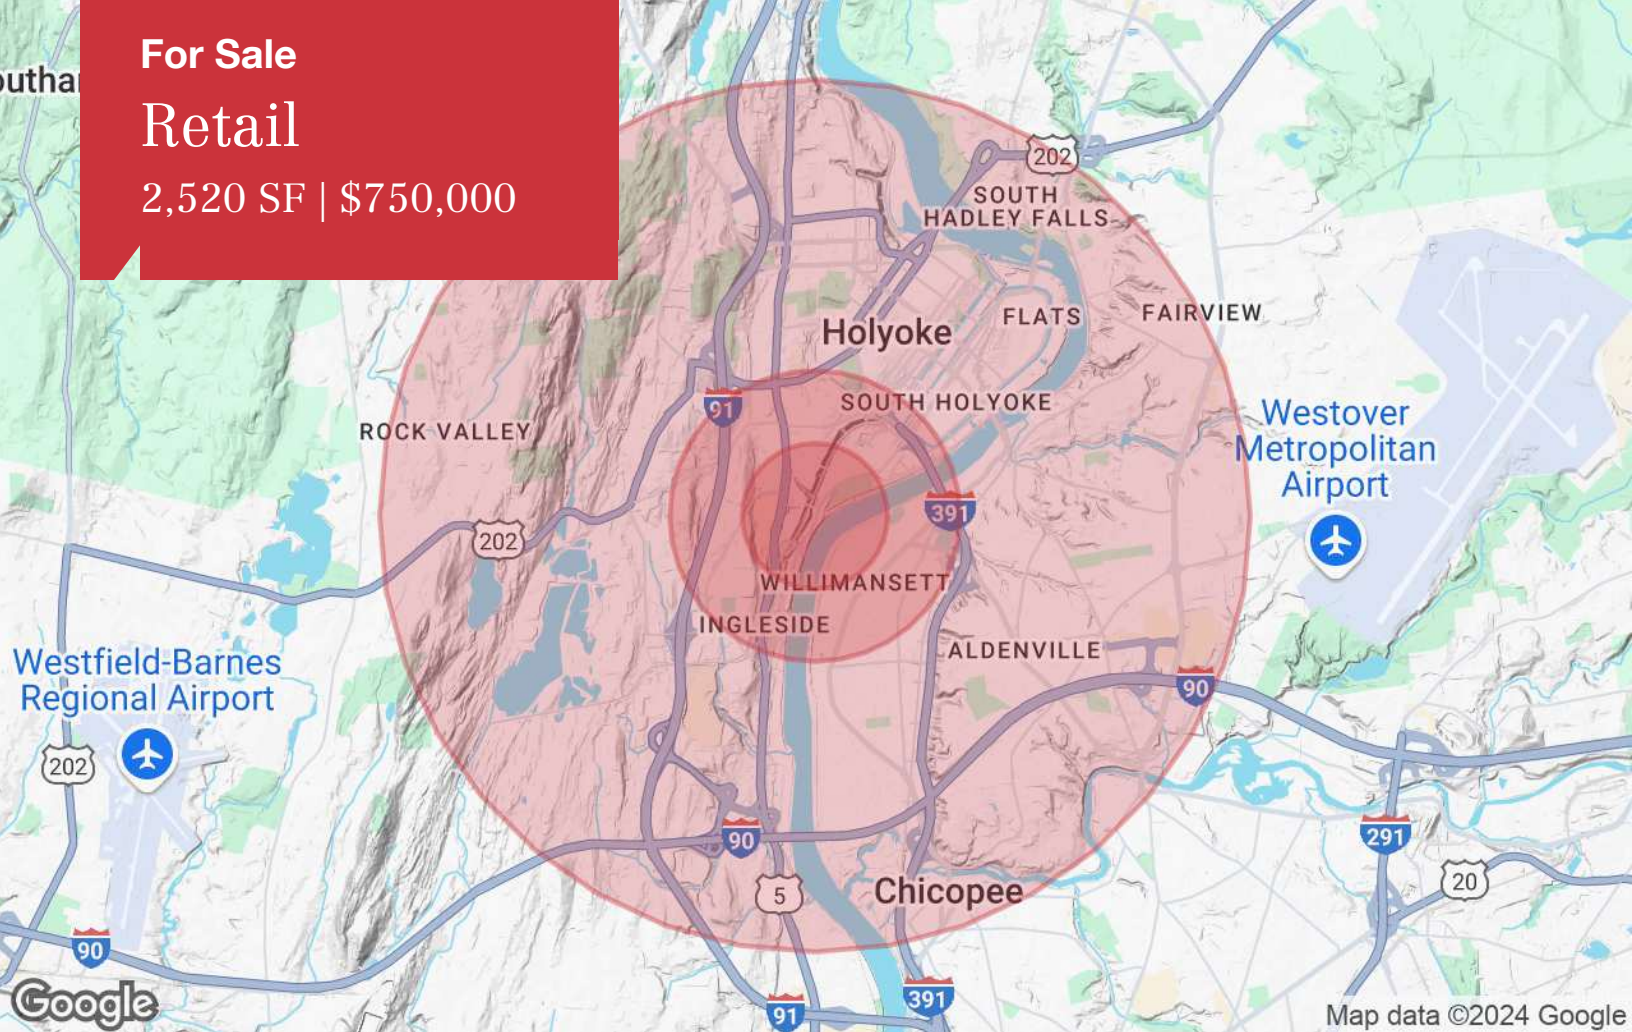 For Sale
Retail
2,520 SF | $750,000
202
SOUTH
HADLEY FALLS
FLATS
FAIRVIEW
Holyoke
91
SOUTH HOLYOKE
ROCK VALLEY
Westover
Metropolitan
Airport
391
202
WILLIMANSETT
INGLESIDE
ALDENVILLE
90
Westfield-Barnes
Regional Airport
202
90
291
5
Chicopee
20
90
Google
91
391
Map data ©2024 Google